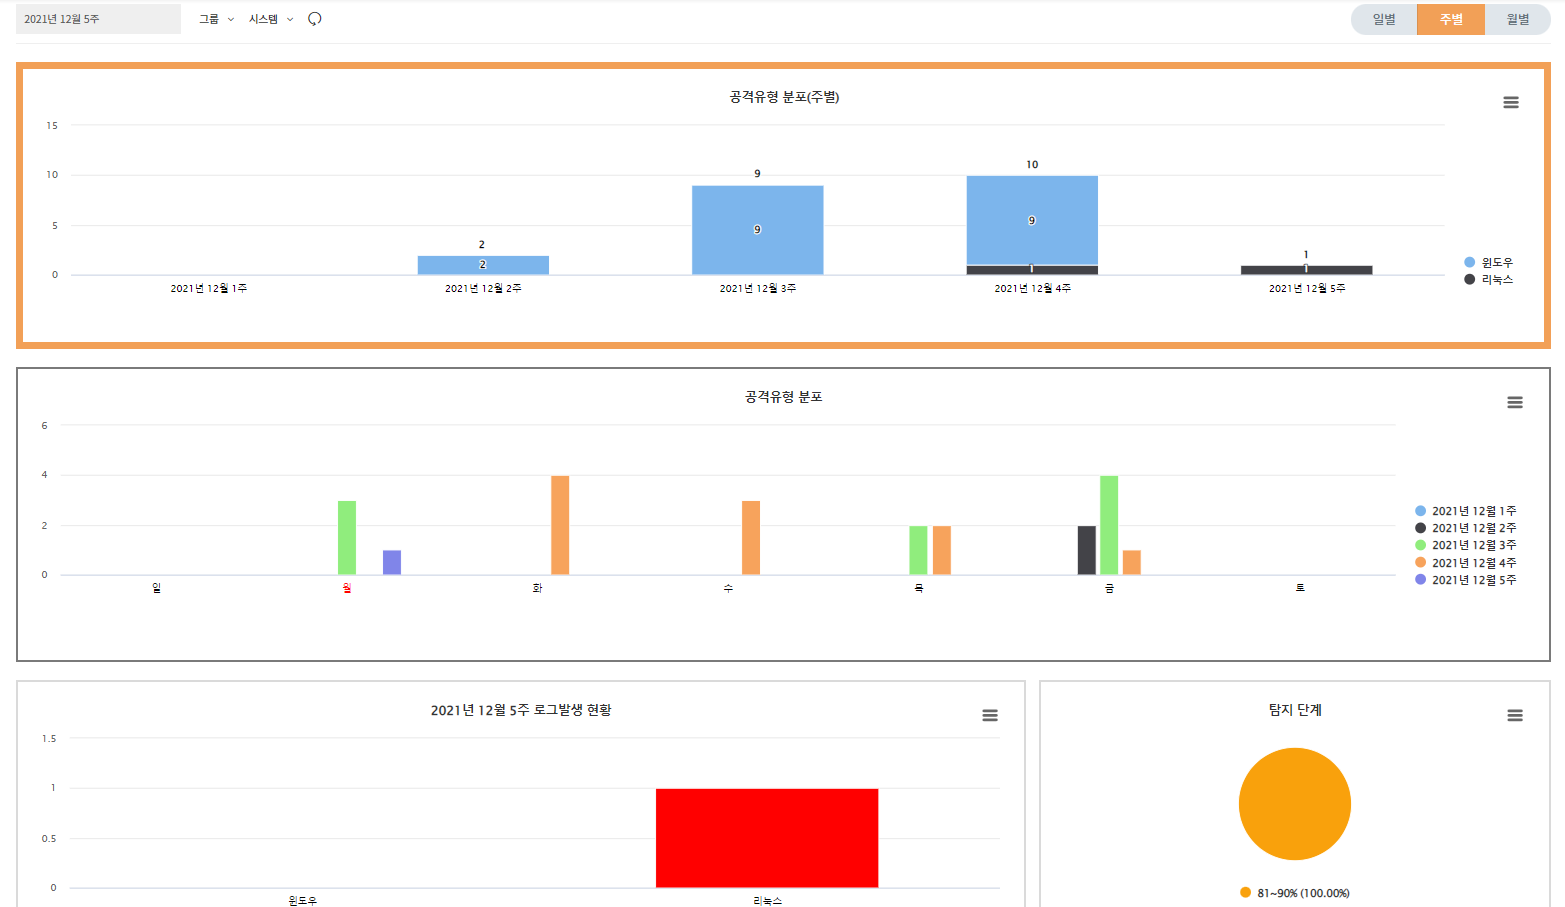 2021년 12월 5주 그룹 시스템 일별 주별 월별
공격유형 분포(주별)
15
10
5
0
2
2
9
9
10
9
1
1
1
2021년 12월 1주 2021년 12월 2주 2021년 12월 3주 2021년 12월 4주 2021년 12월 5주
윈도우
리눅스
공격유형 분포
6
4
2
0
일 월 화 수 목 금 토
2021년 12월 1주
2021년 12월 2주
2021년 12월 3주
2021년 12월 4주
2021년 12월 5주
2021년 12월 5주 로그발생 현황
1.5
1
0.5
0
윈도우 리눅스
탐지 단계
81~90% (100.00%)